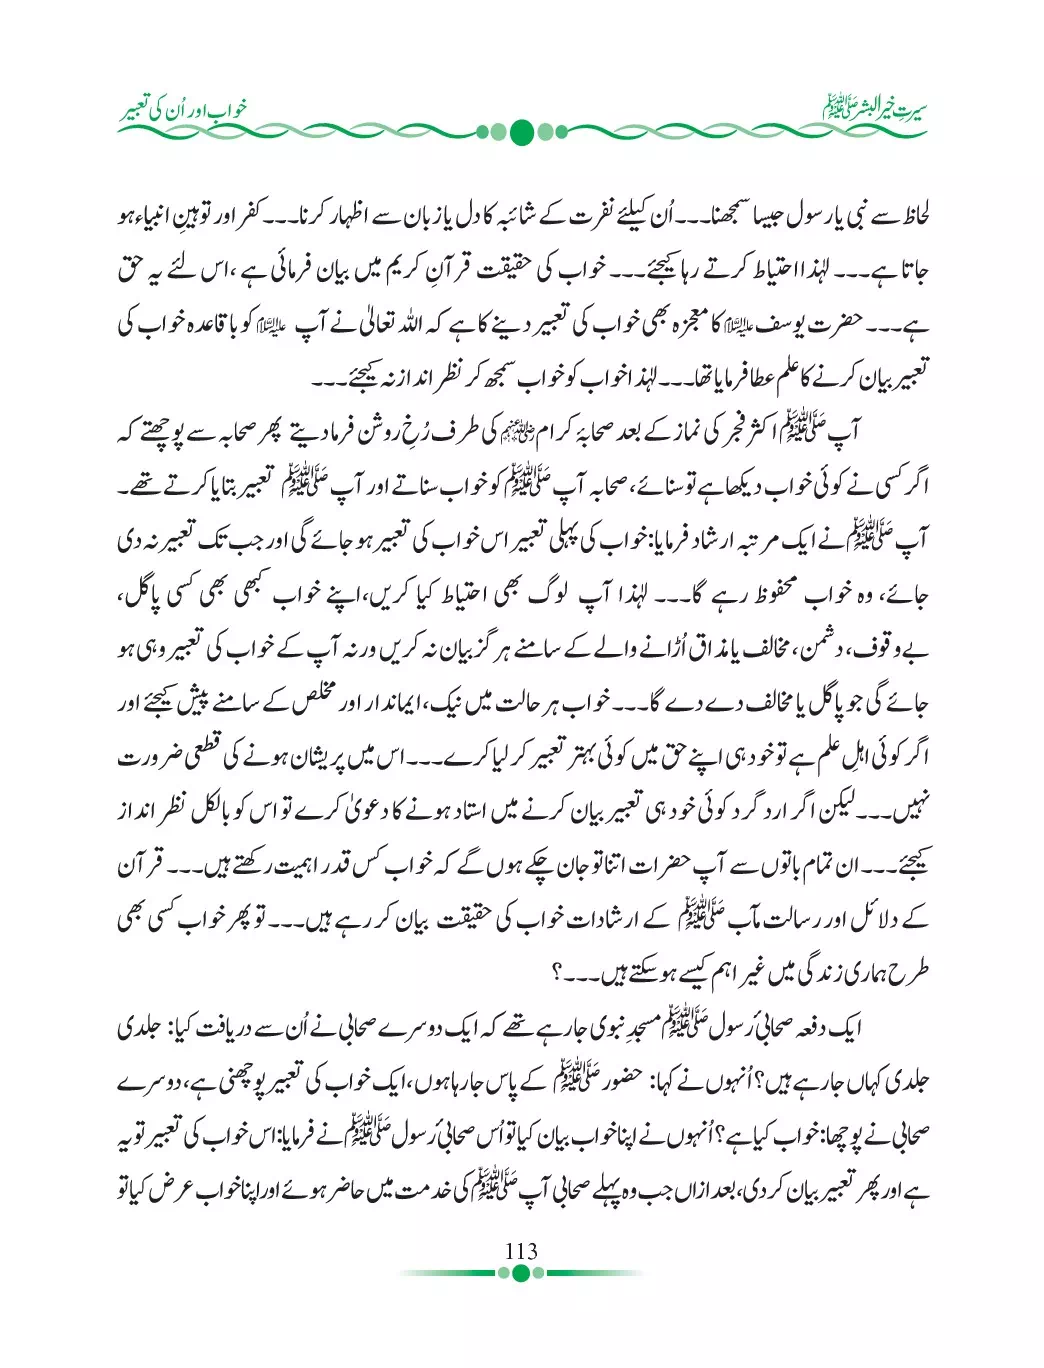 سیرتِ خیر البشر ﷺ
خواب اور اُن کی تعبیر
لحاظ سے نبی یا رسول جیسا سمجھنا۔۔۔اُن کیلئے نفرت کے شائبہ کا دل یا زبان سے اظہار کرنا۔۔۔کفر اور توہینِ انبیاء ہو
جاتا ہے۔۔۔ لہٰذا احتیاط کرتے رہا کیجئے۔۔۔ خواب کی حقیقت قرآنِ کریم میں بیان فرمائی ہے، اس لئے یہ حق
ہے۔۔۔حضرت یوسف علیہ السلام کا معجزہ بھی خواب کی تعبیر دینے کا ہے کہ اللہ تعالیٰ نے آپ علیہ السلام کو باقاعدہ خواب کی
تعبیر بیان کرنے کا علم عطا فرمایا تھا۔۔۔لہٰذا خواب کو خواب سمجھ کر نظر انداز نہ کیجئے۔۔۔
آپ ﷺ اکثر فجر کی نماز کے بعد صحابۂ کرام رضی اللہ عنہم کی طرف رُخِ روشن فرما دیتے پھر صحابہ سے پوچھتے کہ
اگر کسی نے کوئی خواب دیکھا ہے تو سنائے، صحابہ آپ ﷺ کو خواب سناتے اور آپ ﷺ تعبیر بتایا کرتے تھے۔
آپ ﷺ نے ایک مرتبہ ارشاد فرمایا: خواب کی پہلی تعبیر اس خواب کی تعبیر ہو جائے گی اور جب تک تعبیر نہ دی
جائے، وہ خواب محفوظ رہے گا۔۔۔ لہٰذا آپ لوگ بھی احتیاط کیا کریں، اپنے خواب کبھی بھی کسی پاگل،
بے وقوف، دشمن، مخالف یا مذاق اُڑانے والے کے سامنے ہرگز بیان نہ کریں ورنہ آپ کے خواب کی تعبیر وہی ہو
جائے گی جو پاگل یا مخالف دے دے گا۔۔۔خواب ہر حالت میں نیک، ایماندار اور مخلص کے سامنے پیش کیجئے اور
اگر کوئی اہلِ علم ہے تو خود ہی اپنے حق میں کوئی بہتر تعبیر کر لیا کرے۔۔۔اس میں پریشان ہونے کی قطعی ضرورت
نہیں۔۔۔لیکن اگر ارد گرد کوئی خود ہی تعبیر بیان کرنے میں استاد ہونے کا دعویٰ کرے تو اس کو بالکل نظر انداز
کیجئے۔۔۔ان تمام باتوں سے آپ حضرات اتنا تو جان چکے ہوں گے کہ خواب کس قدر اہمیت رکھتے ہیں۔۔۔ قرآن
کے دلائل اور رسالت مآب ﷺ کے ارشادات خواب کی حقیقت بیان کر رہے ہیں۔۔۔تو پھر خواب کسی بھی
طرح ہماری زندگی میں غیر اہم کیسے ہو سکتے ہیں۔۔۔؟
ایک دفعہ صحابیٔ رسول ﷺ مسجدِ نبوی جا رہے تھے کہ ایک دوسرے صحابی نے اُن سے دریافت کیا: جلدی
جلدی کہاں جا رہے ہیں؟ اُنہوں نے کہا: حضور ﷺ کے پاس جا رہا ہوں، ایک خواب کی تعبیر پوچھنی ہے، دوسرے
صحابی نے پوچھا: خواب کیا ہے؟ اُنہوں نے اپنا خواب بیان کیا تو اُس صحابیٔ رسول ﷺ نے فرمایا: اس خواب کی تعبیر تو یہ
ہے اور پھر تعبیر بیان کر دی، بعد ازاں جب وہ پہلے صحابی آپ ﷺ کی خدمت میں حاضر ہوئے اور اپنا خواب عرض کیا تو
113